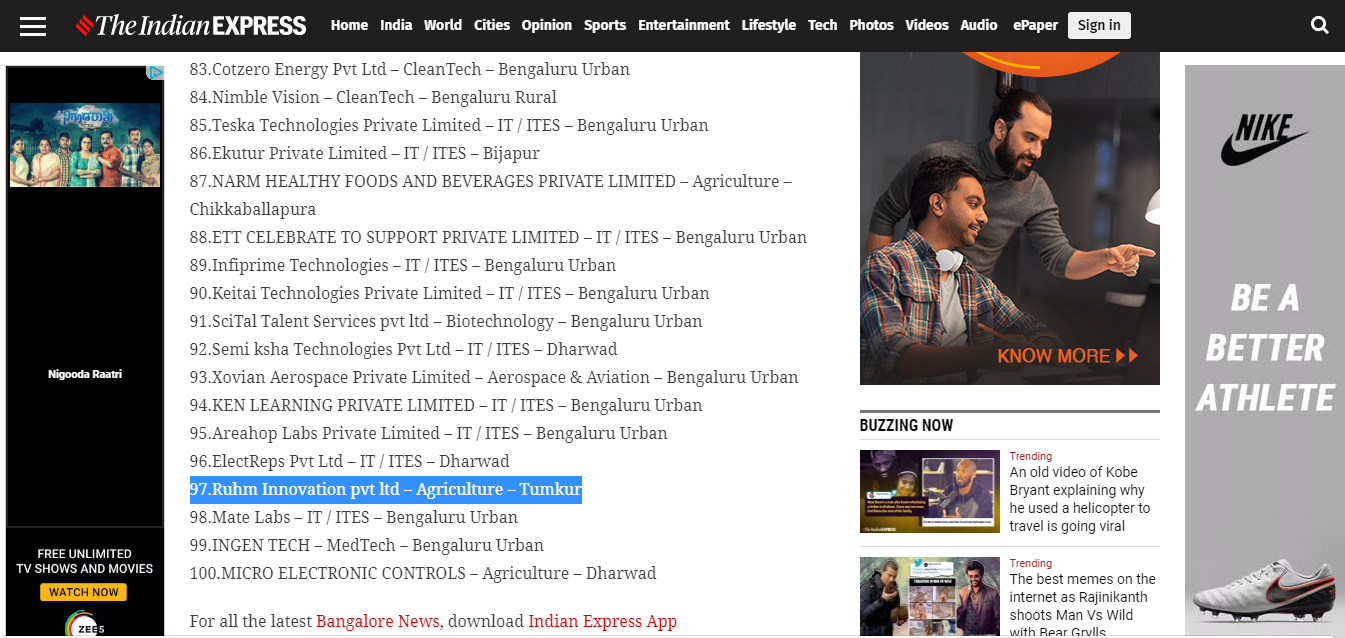 The Indian EXPRESS
Home India World Cities Opinion Sports Entertainment Lifestyle Tech Photos Videos Audio ePaper Sign in
83.Cotzero Energy Pvt Ltd – CleanTech – Bengaluru Urban
84.Nimble Vision – CleanTech – Bengaluru Rural
85.Teska Technologies Private Limited – IT / ITES – Bengaluru Urban
86.Ekutur Private Limited – IT / ITES – Bijapur
87.NARM HEALTHY FOODS AND BEVERAGES PRIVATE LIMITED – Agriculture –
Chikkaballapura
88.ETT CELEBRATE TO SUPPORT PRIVATE LIMITED – IT / ITES – Bengaluru Urban
89.Infiprime Technologies – IT / ITES – Bengaluru Urban
90.Keitai Technologies Private Limited – IT / ITES – Bengaluru Urban
91.SciTal Talent Services pvt ltd – Biotechnology – Bengaluru Urban
92.Semi ksha Technologies Pvt Ltd – IT / ITES – Dharwad
93.Xovian Aerospace Private Limited – Aerospace & Aviation – Bengaluru Urban
94.KEN LEARNING PRIVATE LIMITED – IT / ITES – Bengaluru Urban
95.Areahop Labs Private Limited – IT / ITES – Bengaluru Urban
96.ElectReps Pvt Ltd – IT / ITES – Dharwad
97.Ruhm Innovation pvt ltd – Agriculture – Tumkur
98.Mate Labs – IT / ITES – Bengaluru Urban
99.INGEN TECH – MedTech – Bengaluru Urban
100.MICRO ELECTRONIC CONTROLS – Agriculture – Dharwad
For all the latest Bangalore News, download Indian Express App
Nigooda Raatri
FREE UNLIMITED
TV SHOWS AND MOVIES
WATCH NOW
ZEE5
KNOW MORE
BUZZING NOW
Trending
An old video of Kobe
Bryant explaining why
he used a helicopter to
travel is going viral
Trending
The best memes on the
internet as Rajinikanth
shoots Man Vs Wild
with Bear Grylls
NIKE
BE A
BETTER
ATHLETE